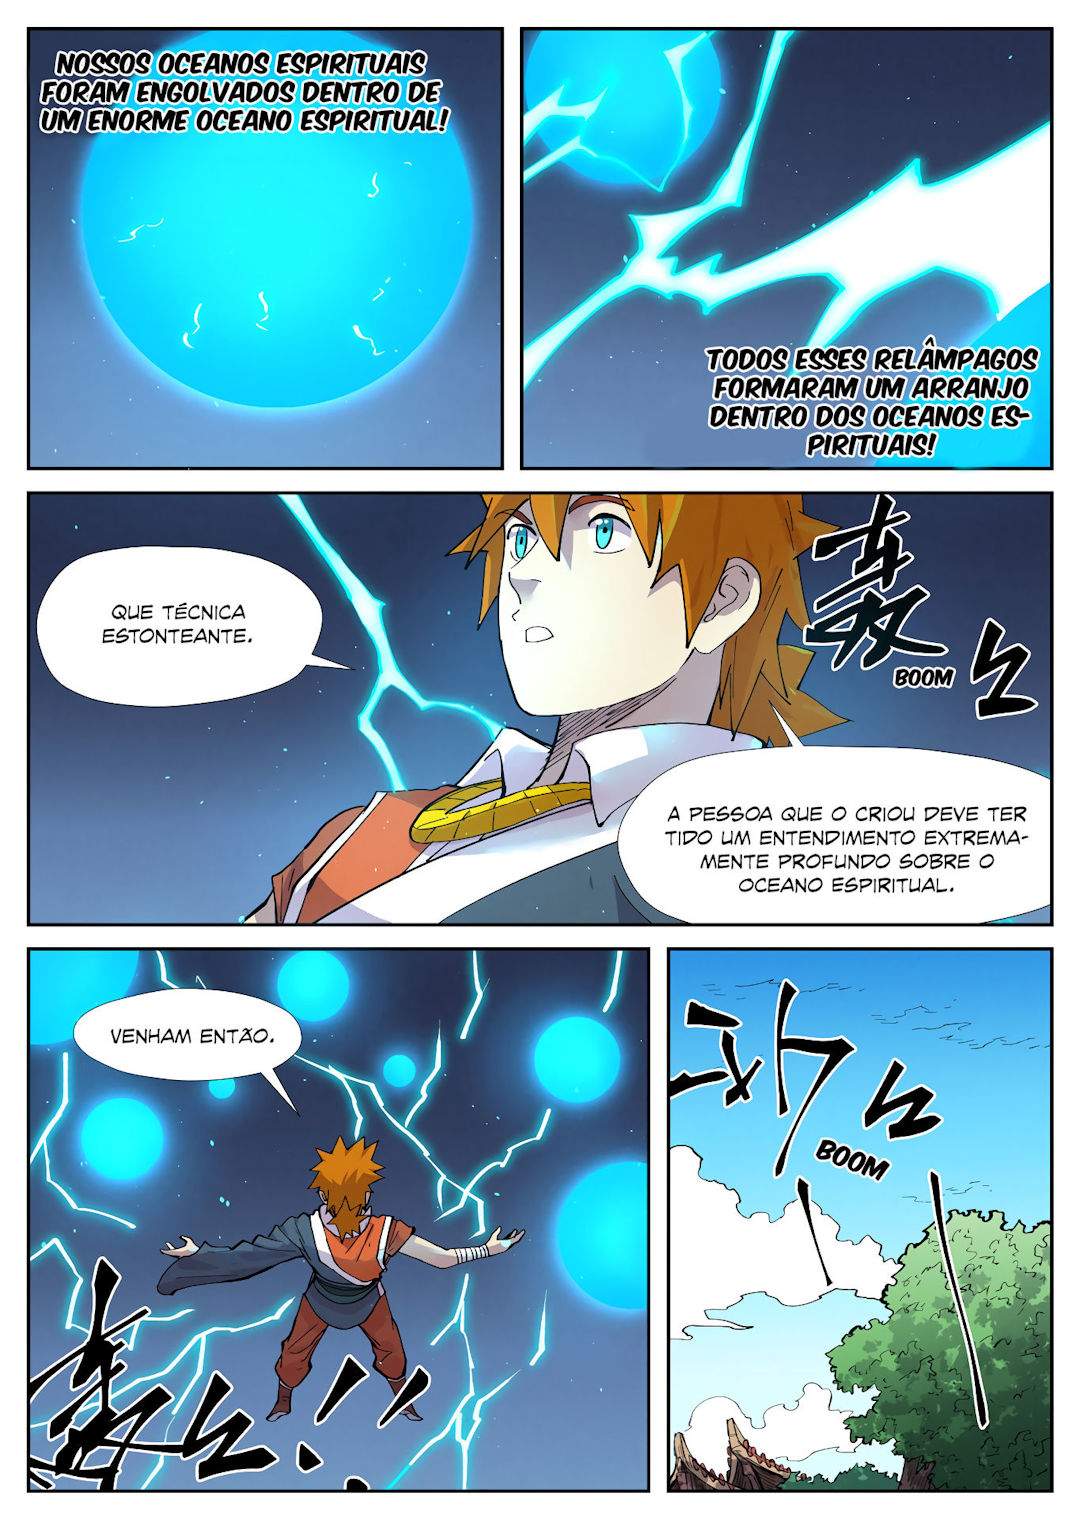 NOSSOS OCEANOS ESPIRITUAIS
FORAM ENGOLVADOS DENTRO DE
UM ENORME OCEANO ESPIRITUAL!
TODOS ESSES RELÂMPAGOS
FORMARAM UM ARRANJO
DENTRO DOS OCEANOS ES-
PIRITUAIS!
QUE TÉCNICA
ESTONTEANTE.
轰
BOOM
A PESSOA QUE O CRIOU DEVE TER
TIDO UM ENTENDIMENTO EXTREMA-
MENTE PROFUNDO SOBRE O
OCEANO ESPIRITUAL.
VENHAM ENTÃO.
轰
BOOM